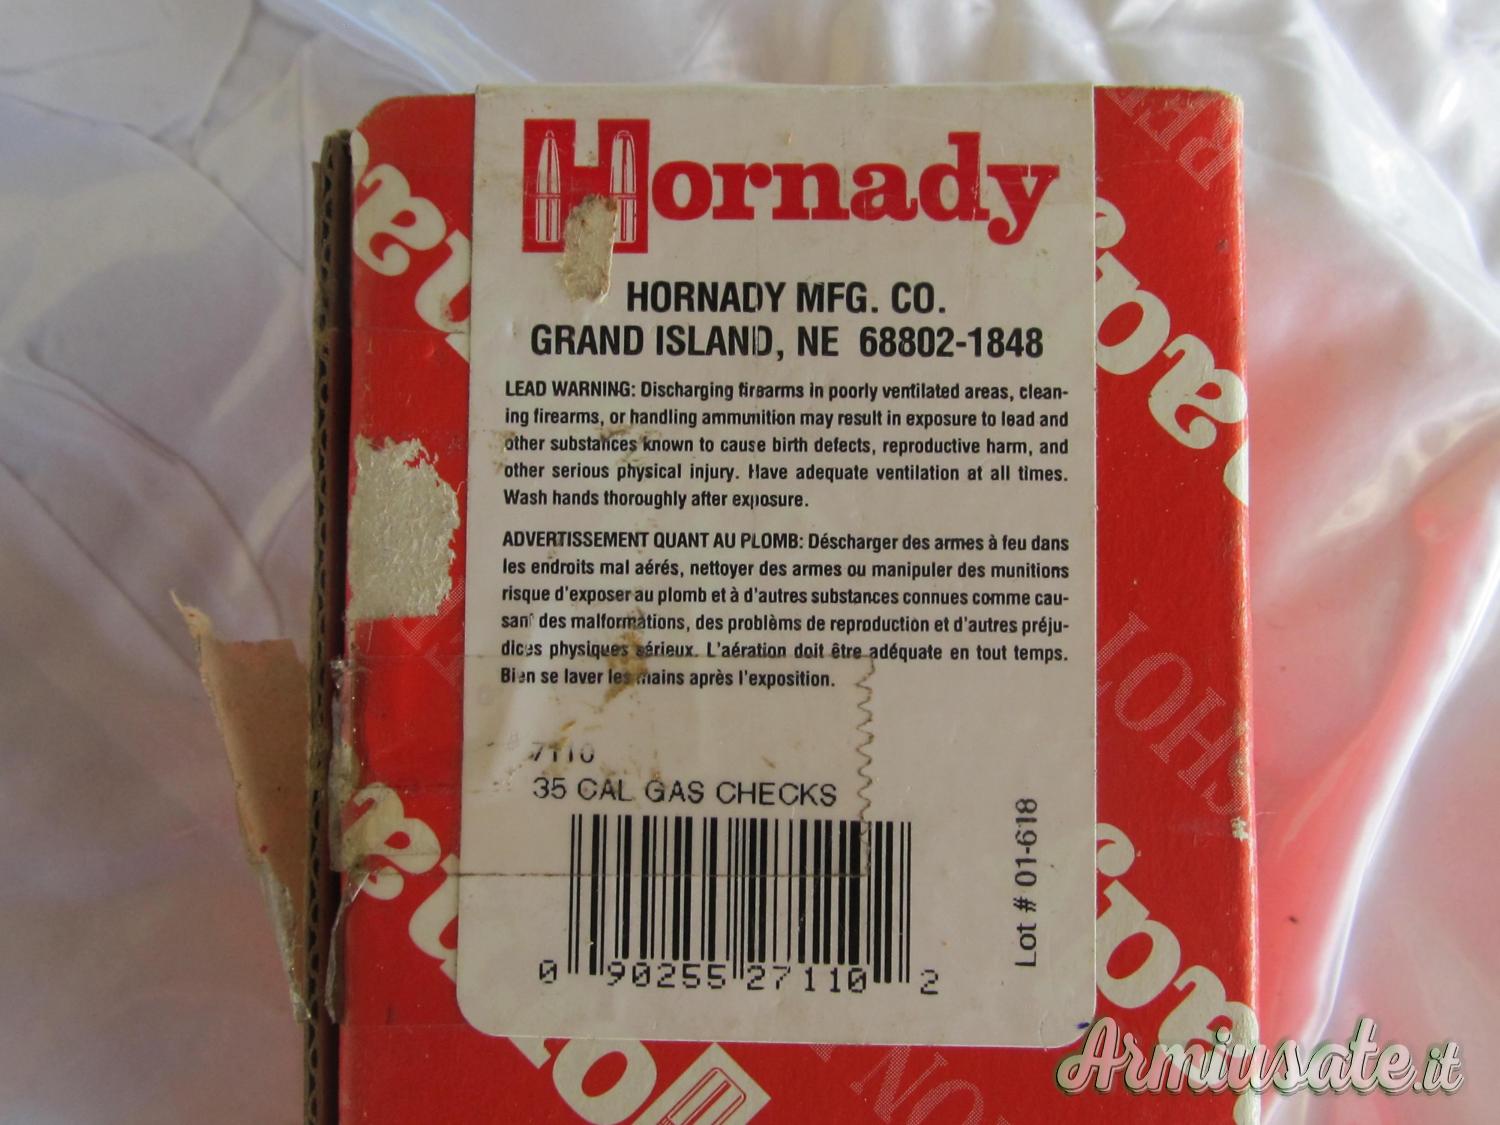 Hornady
HORNADY MFG. CO.
GRAND ISLAND, NE 68802-1848
LEAD WARNING: Discharging firearms in poorly ventilated areas, clean-
ing firearms, or handling ammunition may result in exposure to lead and
other substances known to cause birth defects, reproductive harm, and
other serious physical injury. Have adequate ventilation at all times.
Wash hands thoroughly after exposure.
ADVERTISSEMENT QUANT AU PLOMB: Déscharger des armes à feu dans
les endroits mal aérés, nettoyer des armes ou manipuler des munitions
risque d'exposer au plomb et à d'autres substances connues comme cau-
sant des malformations, des problèms de reproduction et d'autres préju-
dices physiques sérieux. L'aération doit être adéquate en tout temps.
Bien se laver les mains après l'exposition.
# 7110
35 CAL GAS CHECKS
0 90255 27110 2
Lot # 01-618
SHOT
Armiusate.it